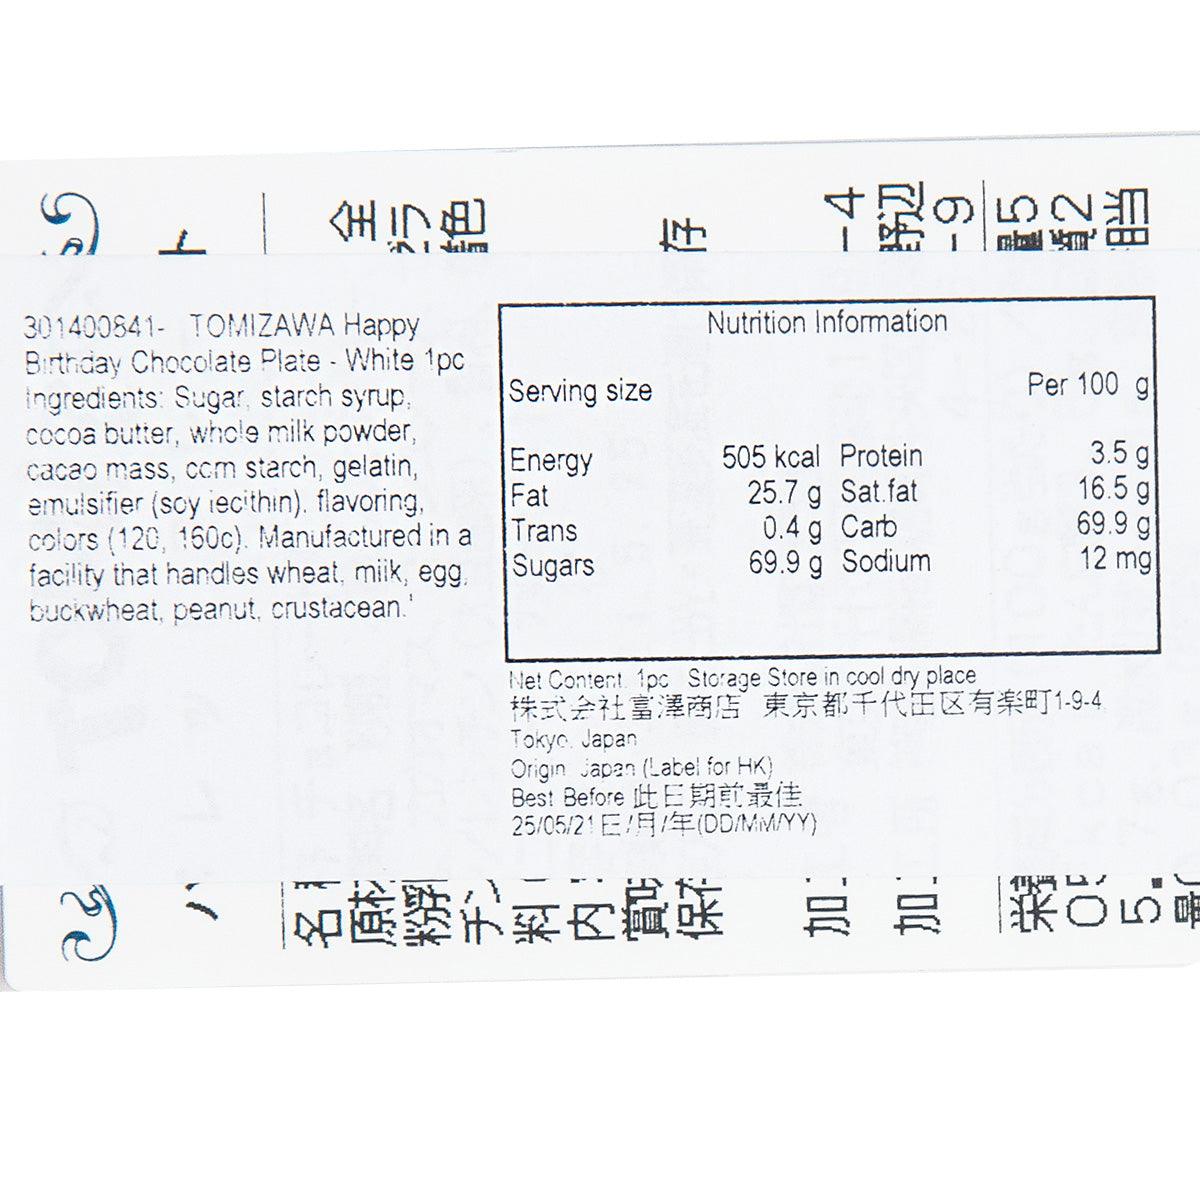 301400841- TOMIZAWA Happy
Birthday Chocolate Plate - White 1pc
Ingredients: Sugar, starch syrup,
cocoa butter, whole milk powder,
cacao mass, corn starch, gelatin,
emulsifier (soy lecithin), flavoring,
colors (120, 160c). Manufactured in a
facility that handles wheat, milk, egg,
buckwheat, peanut, crustacean.'
Nutrition Information
Serving size Per 100 g
Energy 505 kcal Protein 3.5 g
Fat 25.7 g Sat.fat 16.5 g
Trans 0.4 g Carb 69.9 g
Sugars 69.9 g Sodium 12 mg
Net Content: 1pc Storage Store in cool dry place
株式会社富澤商店 東京都千代田区有楽町1-9-4
Tokyo, Japan
Origin: Japan (Label for HK)
Best Before 此日期前最佳
25/05/21日/月/年(DD/MM/YY)